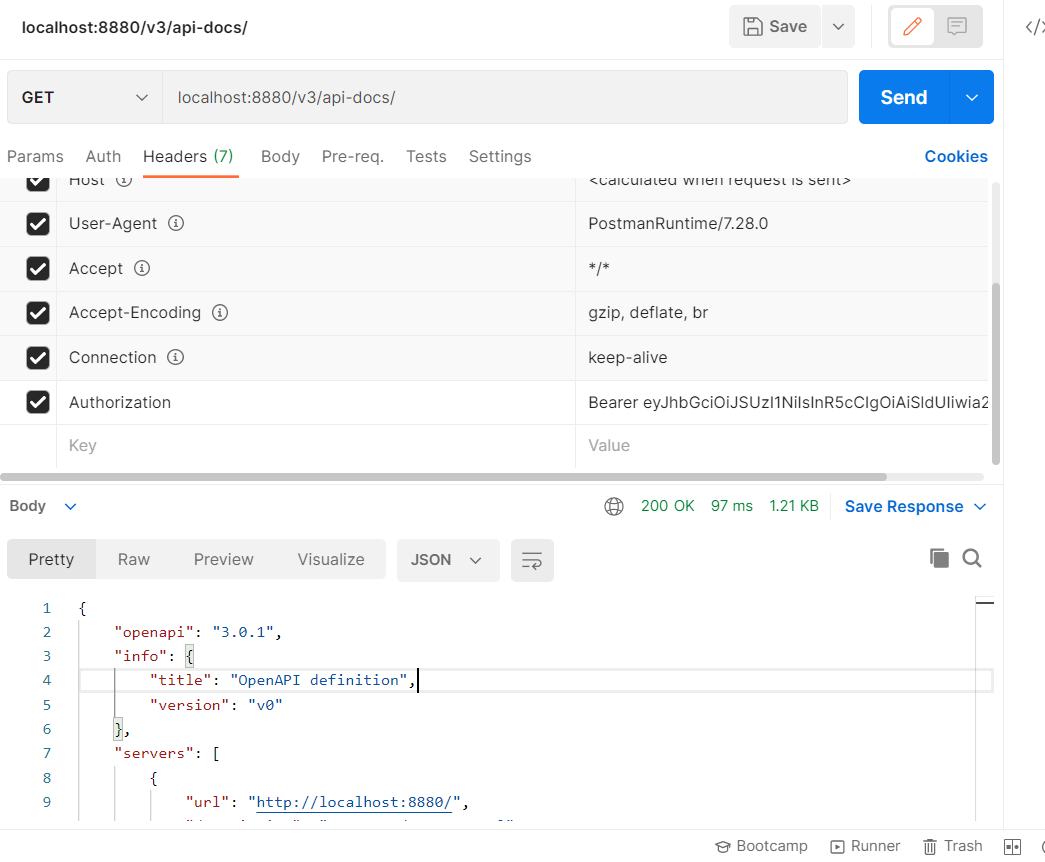 localhost:8880/v3/api-docs/
Save
GET
localhost:8880/v3/api-docs/
Send
Params Auth Headers (7) Body Pre-req. Tests Settings Cookies
Host <calculated when request is sent>
User-Agent PostmanRuntime/7.28.0
Accept */*
Accept-Encoding gzip, deflate, br
Connection keep-alive
Authorization Bearer eyJhbGciOiJSUzI1NiIsInR5cCIgOiAiSldUIiwia2
Key Value
Body 200 OK 97 ms 1.21 KB Save Response
Pretty Raw Preview Visualize JSON
1 {
2 "openapi": "3.0.1",
3 "info": {
4 "title": "OpenAPI definition",
5 "version": "v0"
6 },
7 "servers": [
8 {
9 "url": "http://localhost:8880/",
Bootcamp Runner Trash